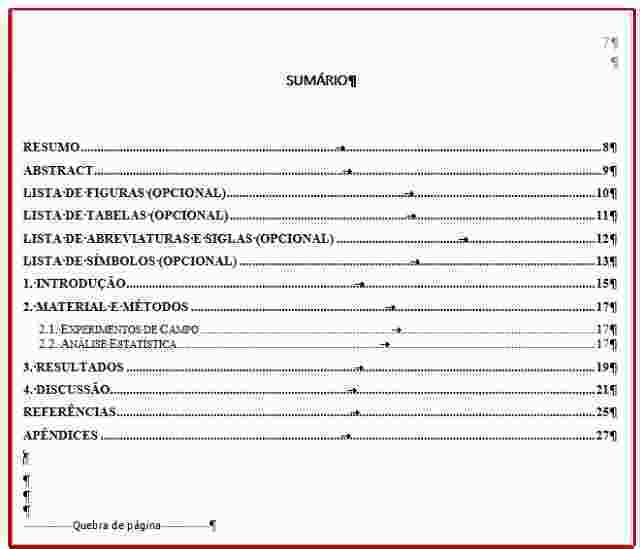 7¶
¶
SUMÁRIO¶
RESUMO......→......8¶
ABSTRACT......→......9¶
LISTA·DE·FIGURAS·(OPCIONAL)......→......10¶
LISTA·DE·TABELAS·(OPCIONAL)......→......11¶
LISTA·DE·ABREVIATURAS·E·SIGLAS·(OPCIONAL)......→......12¶
LISTA·DE·SÍMBOLOS·(OPCIONAL)......→......13¶
1.·INTRODUÇÃO......→......15¶
2.·MATERIAL·E·MÉTODOS......→......17¶
2.1.·EXPERIMENTOS·DE·CAMPO......→......17¶
2.2.·ANÁLISE·ESTATÍSTICA......→......17¶
3.·RESULTADOS......→......19¶
4.·DISCUSSÃO......→......21¶
REFERÊNCIAS......→......25¶
APÊNDICES......→......27¶
¶
¶
¶
¶
......Quebra de página......¶